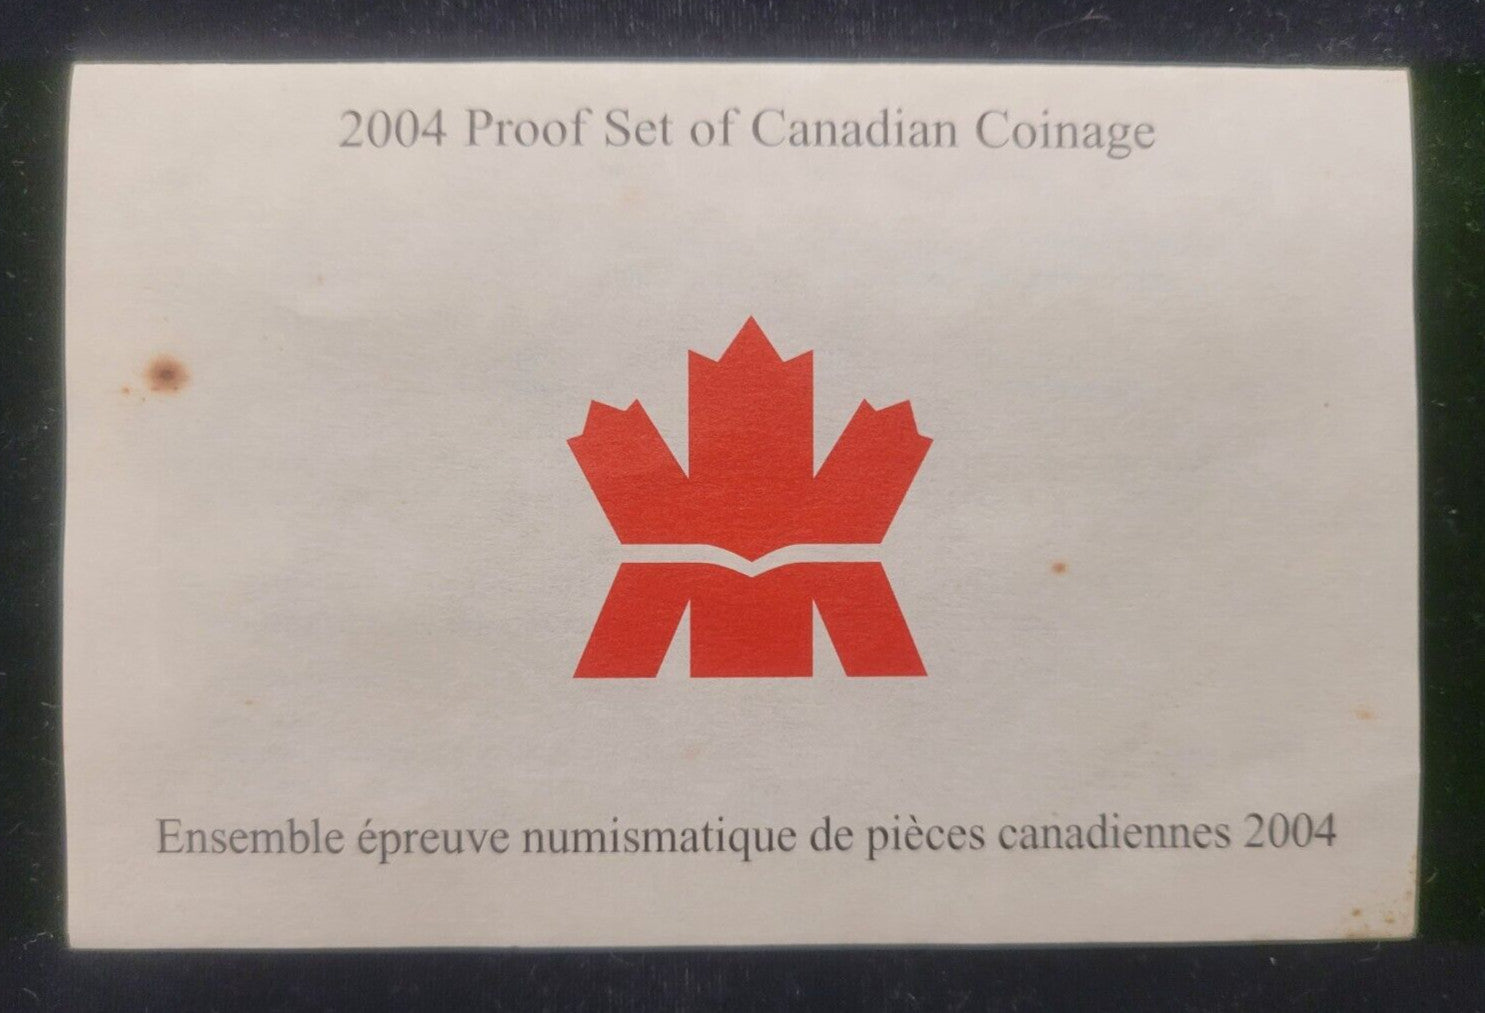 2004 Proof Set of Canadian Coinage
Ensemble épreuve numismatique de pièces canadiennes 2004